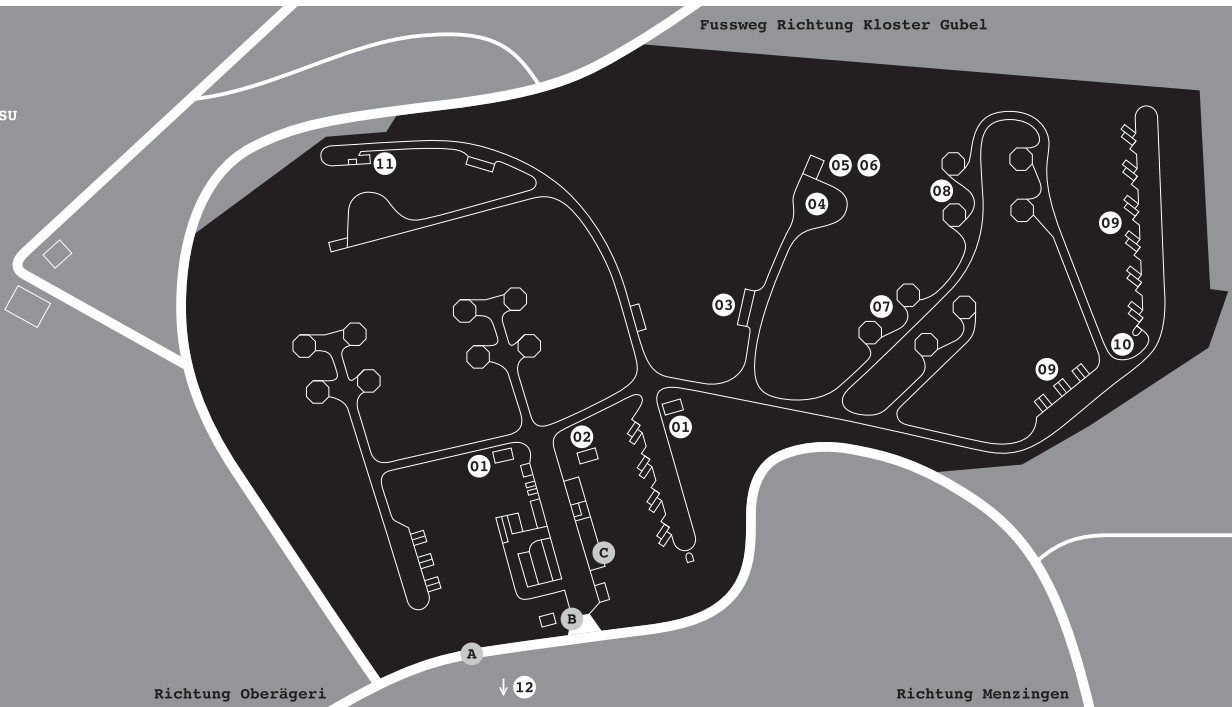 Fussweg Richtung Kloster Gubel
SU
11
05 06
08
04
09
03
07
10
09
01
02
01
C
B
A
12
Richtung Oberägeri
Richtung Menzingen